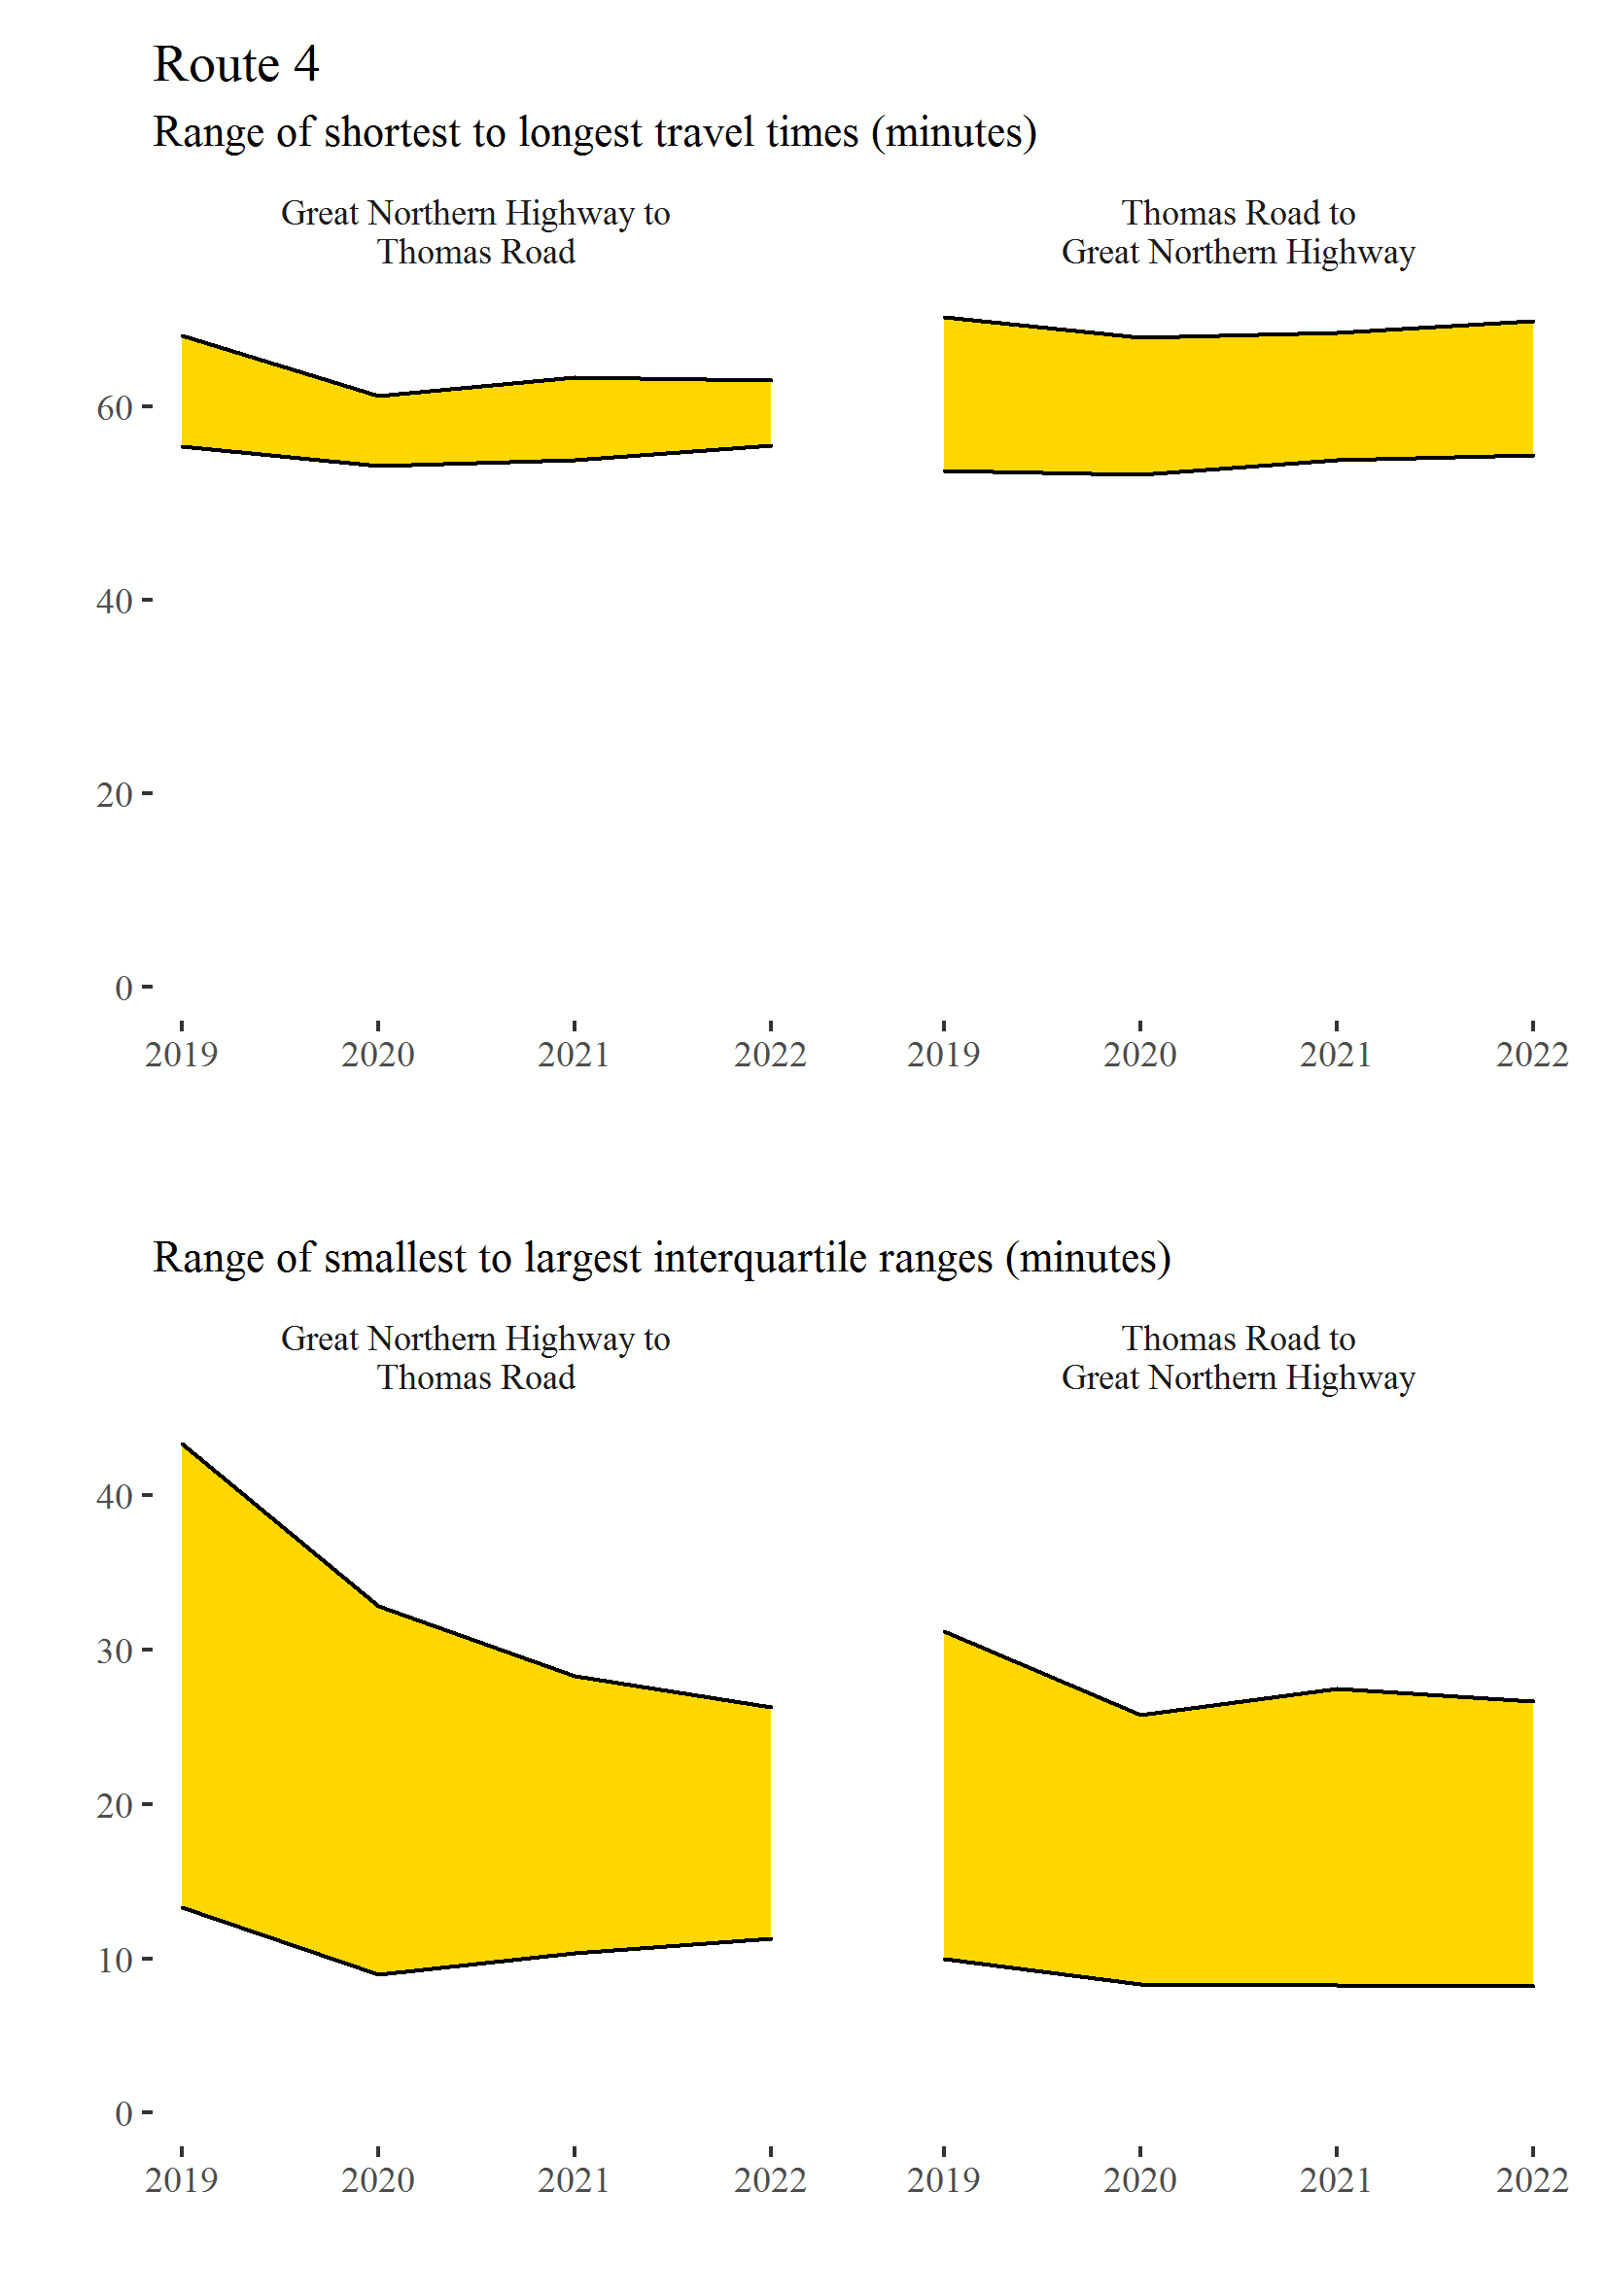 Route 4
Range of shortest to longest travel times (minutes)
Great Northern Highway to
Thomas Road
Thomas Road to
Great Northern Highway
60
40
20
0
2019 2020 2021 2022 2019 2020 2021 2022
Range of smallest to largest interquartile ranges (minutes)
Great Northern Highway to
Thomas Road
Thomas Road to
Great Northern Highway
40
30
20
10
0
2019 2020 2021 2022 2019 2020 2021 2022